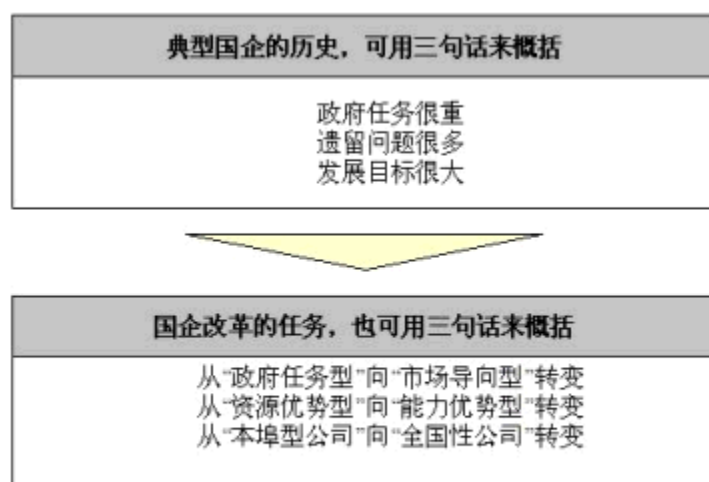 典型国企的历史，可用三句话来概括
政府任务很重
遗留问题很多
发展目标很大
国企改革的任务，也可用三句话来概括
从“政府任务型”向“市场导向型”转变
从“资源优势型”向“能力优势型”转变
从“本埠型公司”向“全国性公司”转变